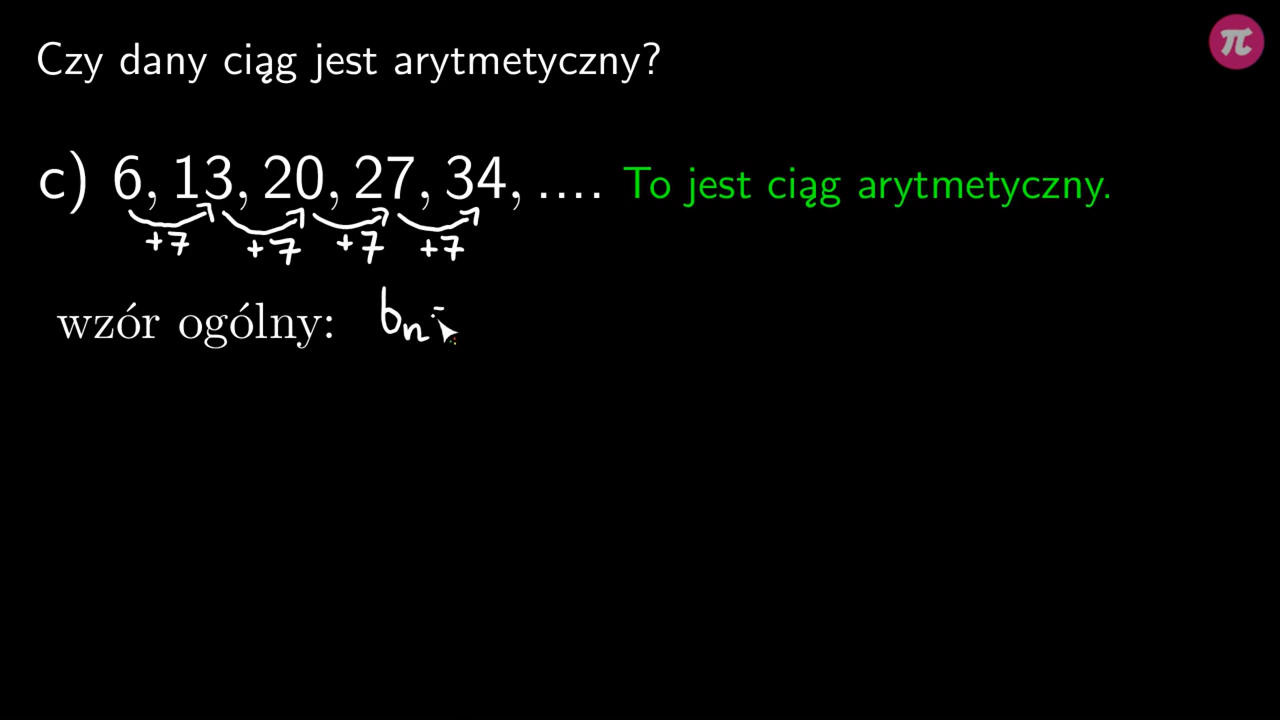 Czy dany ciąg jest arytmetyczny?
π
c) 6, 13, 20, 27, 34, .... To jest ciąg arytmetyczny.
+7 +7 +7 +7
wzór ogólny: bn=